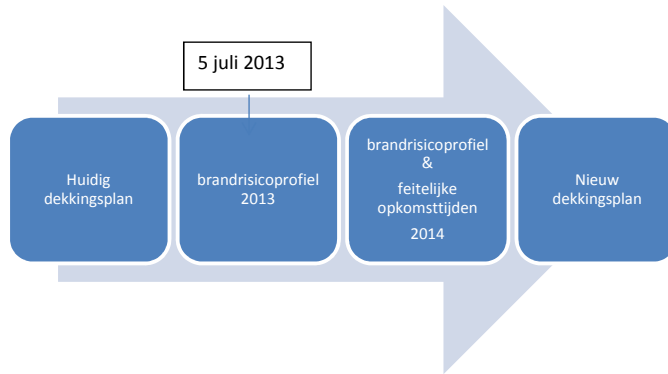 5 juli 2013
Huidig
dekkingsplan
brandrisicoprofiel
2013
brandrisicoprofiel
&
feitelijke
opkomsttijden
2014
Nieuw
dekkingsplan